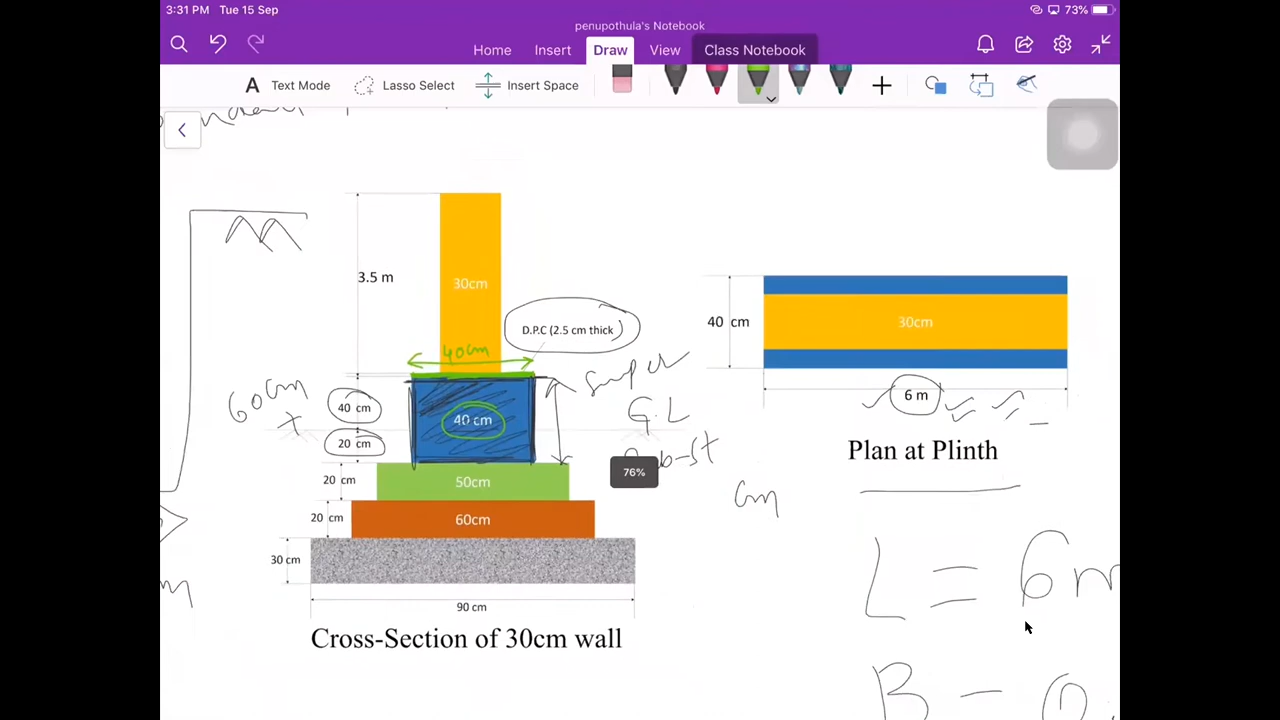 3:31 PM Tue 15 Sep
73%
penupothula's Notebook
Home Insert Draw View Class Notebook
Text Mode Lasso Select Insert Space
3.5 m
30cm
D.P.C (2.5 cm thick)
40cm
60cm
+
40 cm
20 cm
40 cm
Super
G.L
76%
20 cm
50cm
20 cm
60cm
30 cm
90 cm
Cross-Section of 30cm wall
cm
40 cm
30cm
6 m
Plan at Plinth
L = 6m
B = 0.